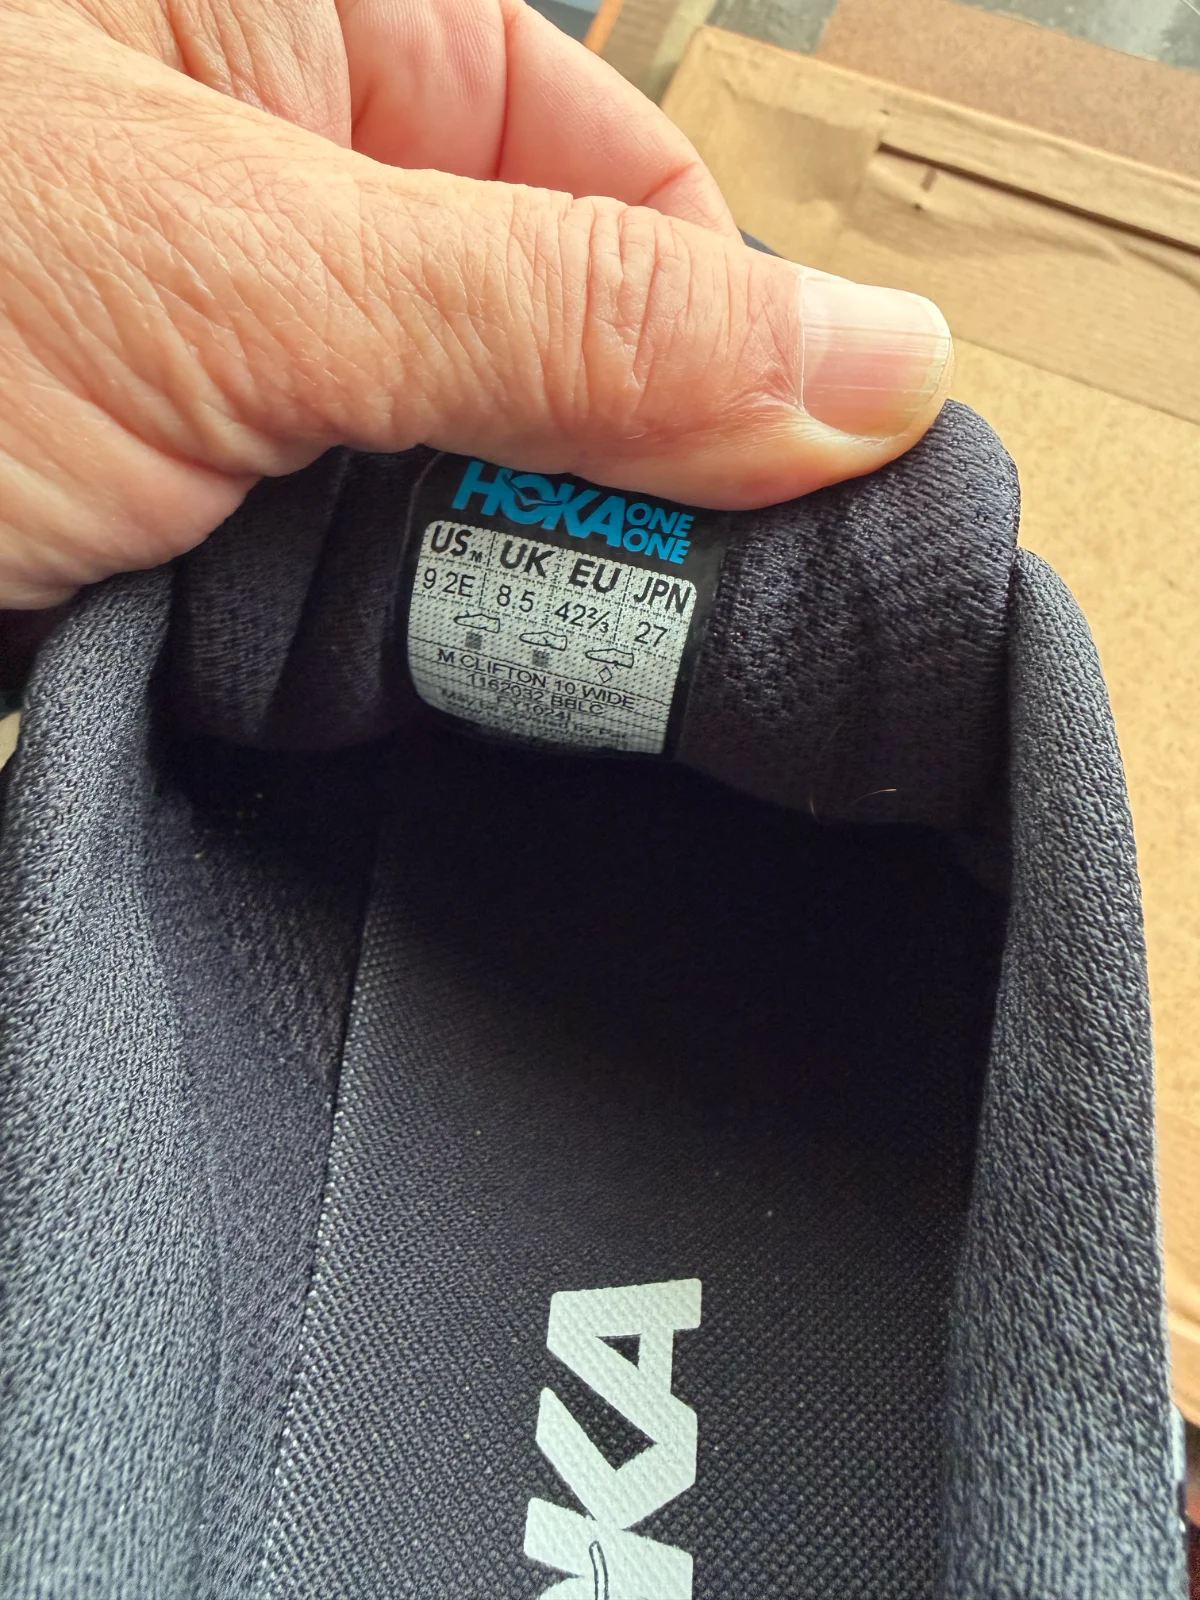 HOKA ONE ONE
US M UK EU JPN
9 2E 8.5 42⅔ 27
M CLIFTON 10 WIDE
1162032 BBLC
KA